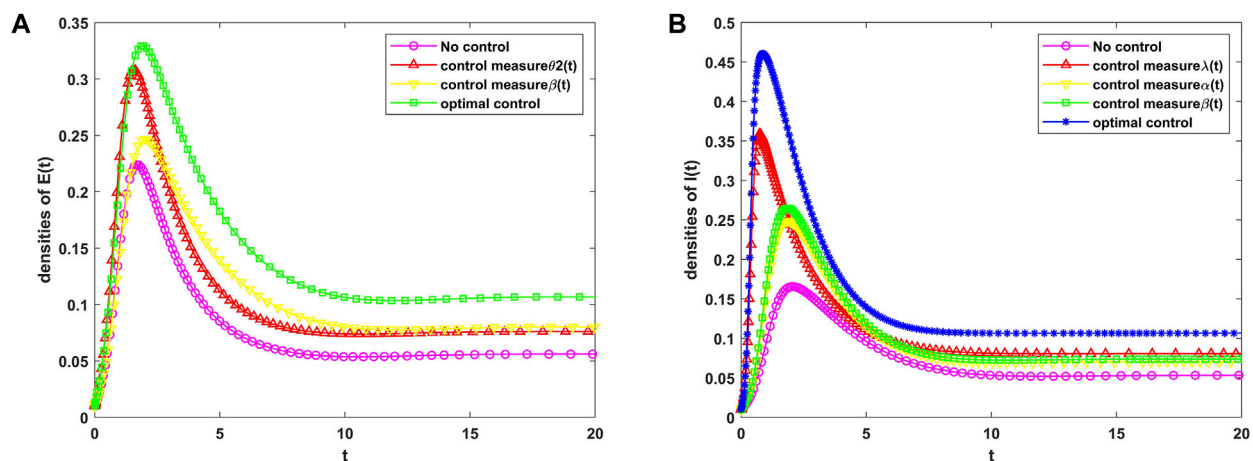 A
densities of E(t)
0.35
0.3
0.25
0.2
0.15
0.1
0.05
0
0
5
10
15
20
t
No control
control measureθ2(t)
control measureβ(t)
optimal control
B
densities of I(t)
0.5
0.45
0.4
0.35
0.3
0.25
0.2
0.15
0.1
0.05
0
0
5
10
15
20
t
No control
control measureλ(t)
control measureα(t)
control measureβ(t)
optimal control